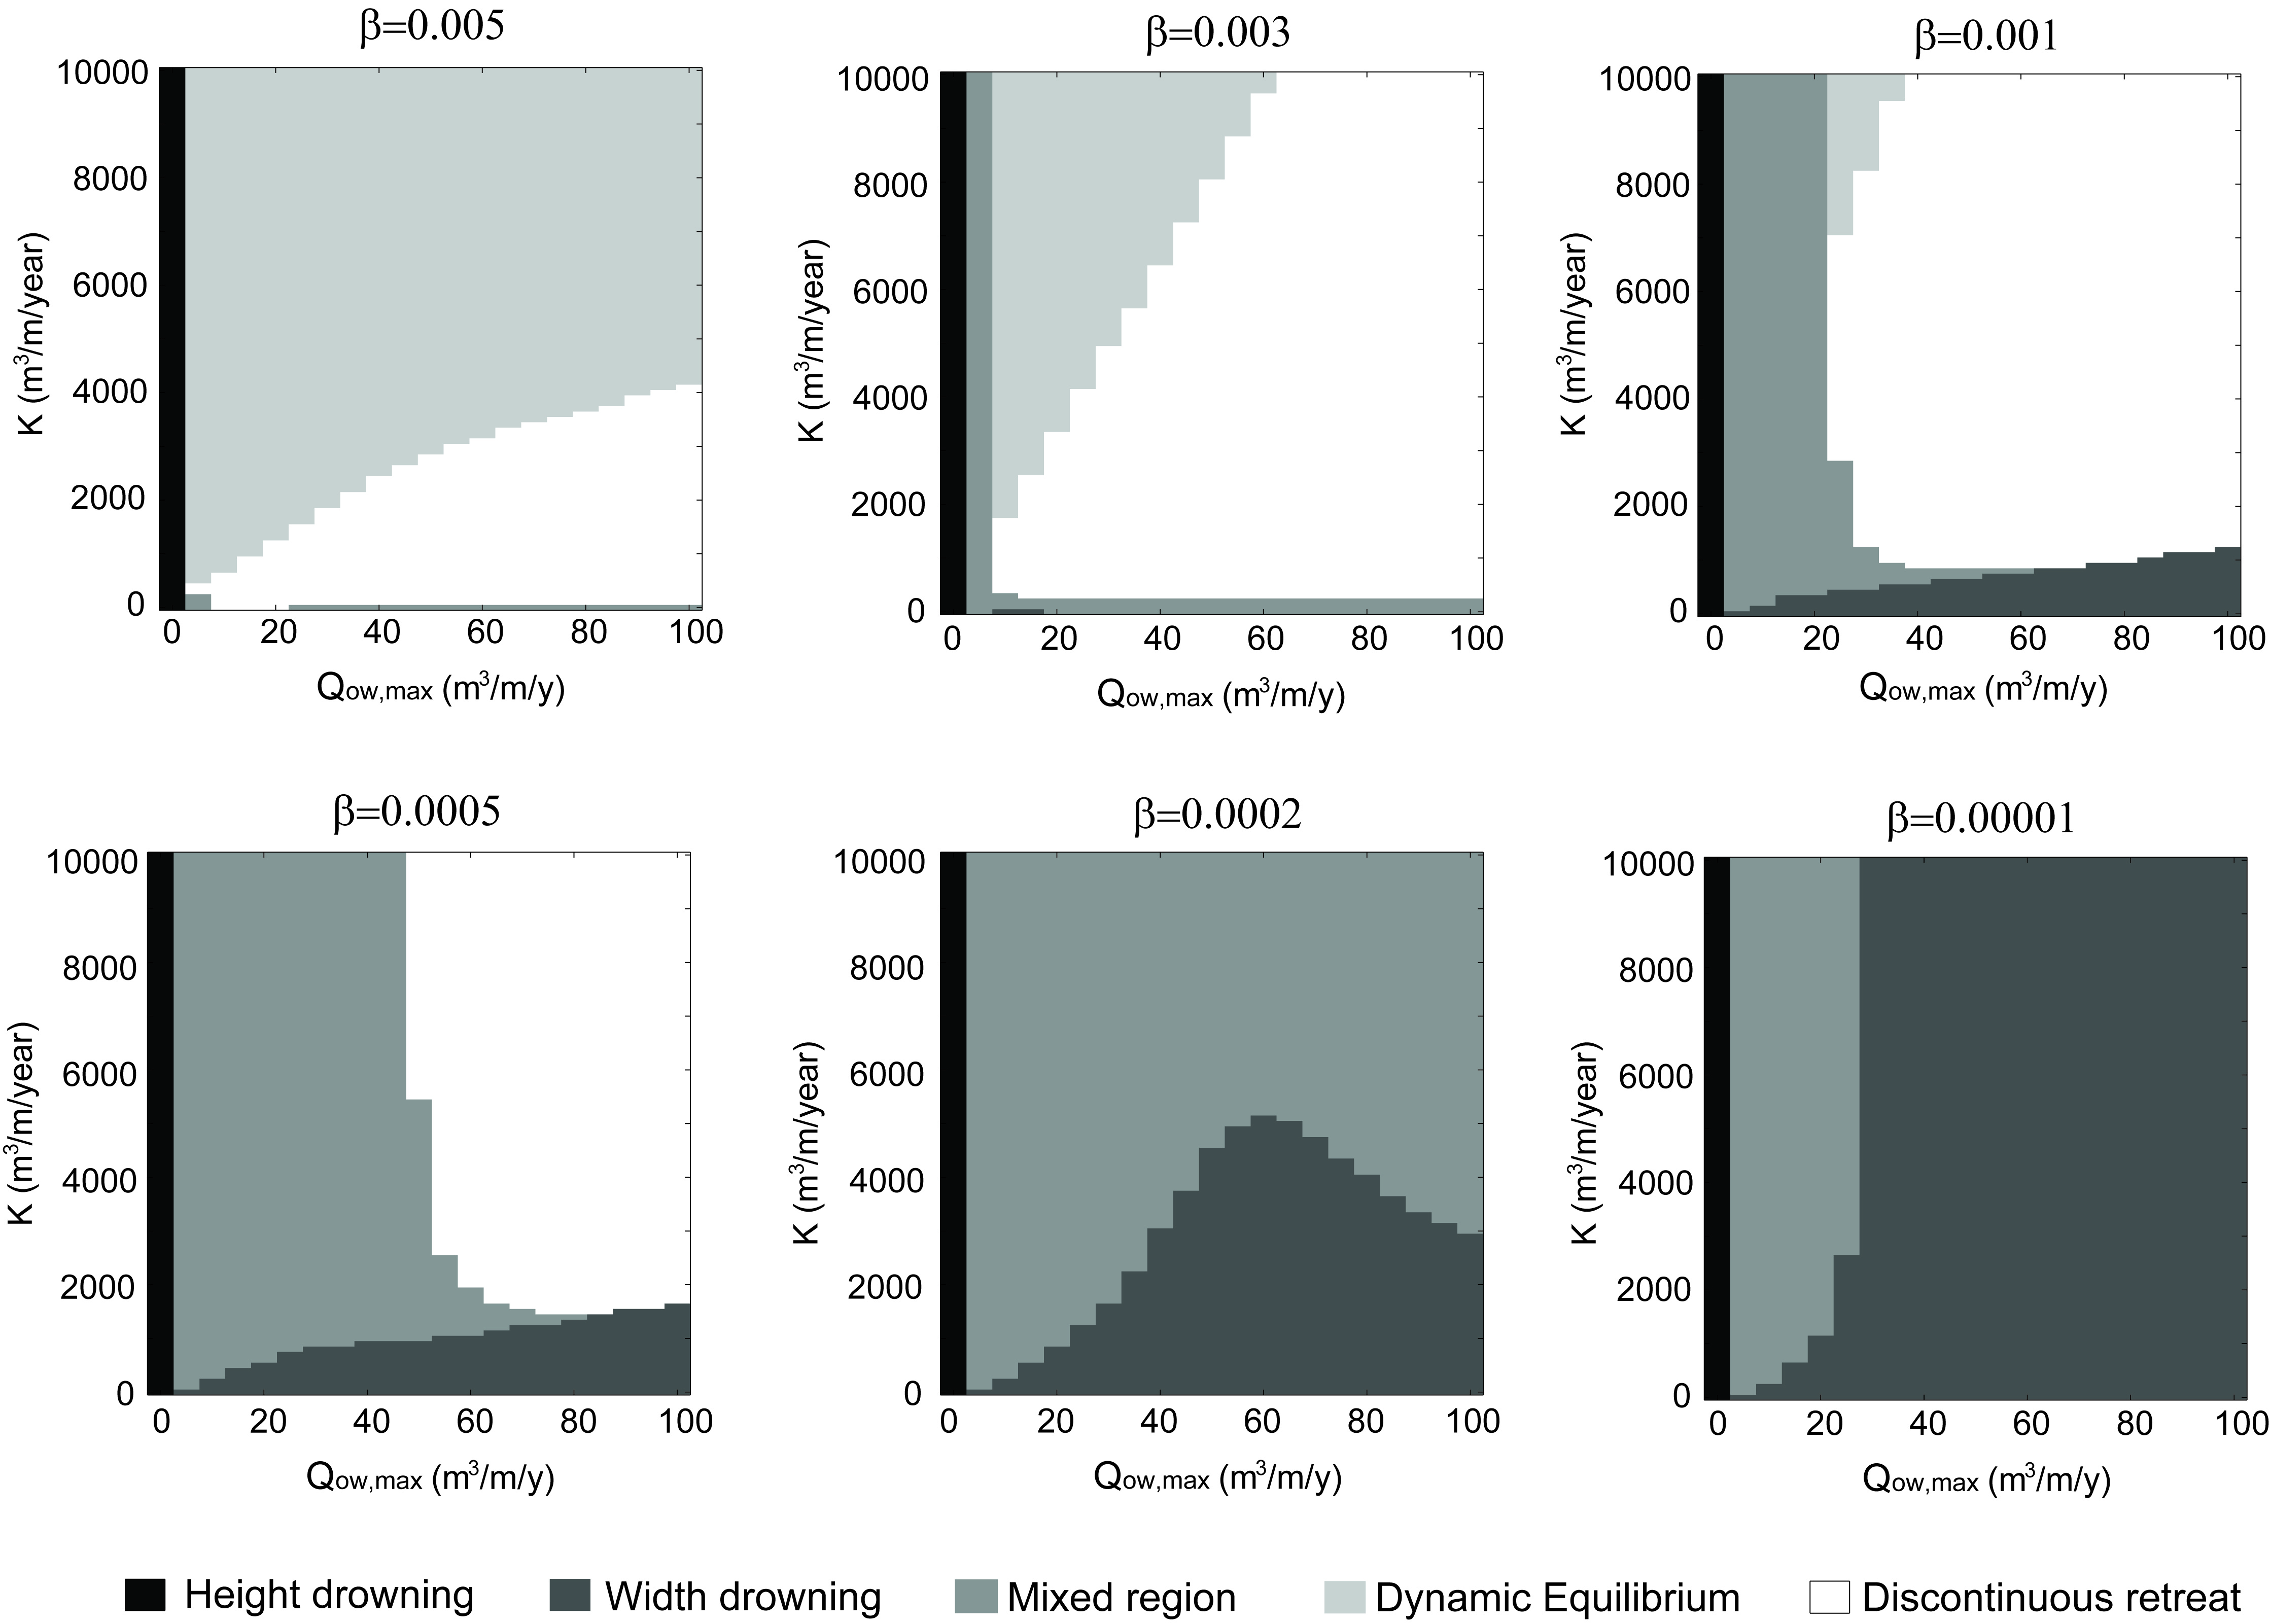 β=0.005
β=0.003
β=0.001
10000
8000
6000
4000
2000
0
K (m³/m/year)
0 20 40 60 80 100
Qow,max (m³/m/y)
10000
8000
6000
4000
2000
0
K (m³/m/year)
0 20 40 60 80 100
Qow,max (m³/m/y)
10000
8000
6000
4000
2000
0
K (m³/m/year)
0 20 40 60 80 100
Qow,max (m³/m/y)
β=0.0005
β=0.0002
β=0.00001
10000
8000
6000
4000
2000
0
K (m³/m/year)
0 20 40 60 80 100
Qow,max (m³/m/y)
10000
8000
6000
4000
2000
0
K (m³/m/year)
0 20 40 60 80 100
Qow,max (m³/m/y)
10000
8000
6000
4000
2000
0
K (m³/m/year)
0 20 40 60 80 100
Qow,max (m³/m/y)
Height drowning Width drowning Mixed region Dynamic Equilibrium Discontinuous retreat